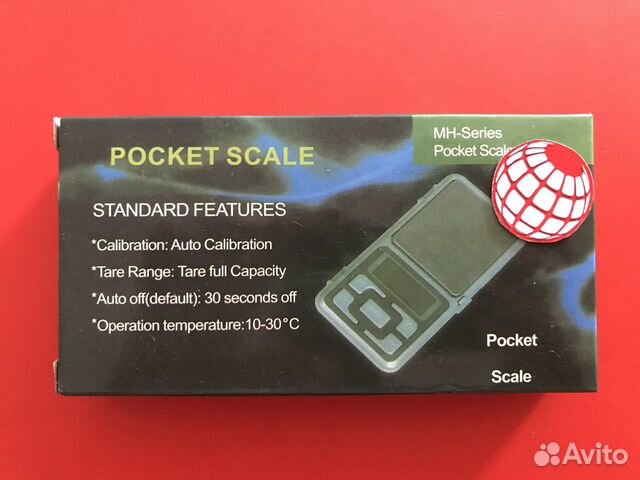 MH-Series
Pocket Scale
POCKET SCALE
STANDARD FEATURES
*Calibration: Auto Calibration
*Tare Range: Tare full Capacity
*Auto off(default): 30 seconds off
*Operation temperature:10-30°C
Pocket
Scale
Avito